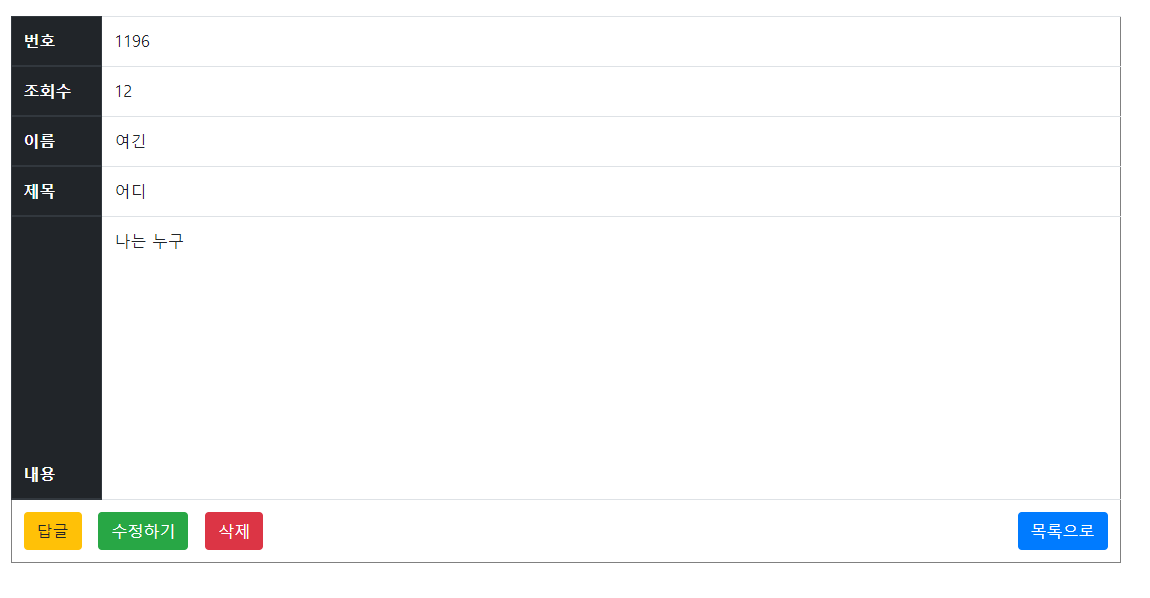 번호 1196
조회수 12
이름 여긴
제목 어디
내용 나는 누구
답글 수정하기 삭제 목록으로